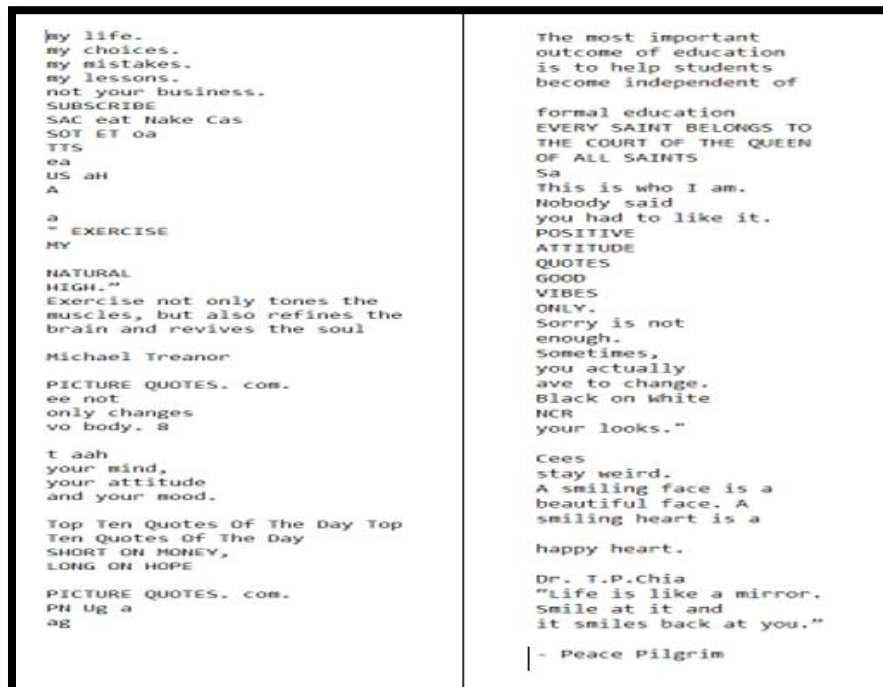 my life.
my choices.
my mistakes.
my lessons.
not your business.
SUBSCRIBE
SAC eat Nake Cas
SOT ET oa
TTS
ea
US aH
A
a
" EXERCISE
MY
NATURAL
HIGH.”
Exercise not only tones the
muscles, but also refines the
brain and revives the soul
Michael Treanor
PICTURE QUOTES. com.
ee not
only changes
vo body. 8
t aah
your mind,
your attitude
and your mood.
Top Ten Quotes Of The Day Top
Ten Quotes Of The Day
SHORT ON MONEY,
LONG ON HOPE
PICTURE QUOTES. com.
PN Ug a
ag
The most important
outcome of education
is to help students
become independent of
formal education
EVERY SAINT BELONGS TO
THE COURT OF THE QUEEN
OF ALL SAINTS
Sa
This is who I am.
Nobody said
you had to like it.
POSITIVE
ATTITUDE
QUOTES
GOOD
VIBES
ONLY.
Sorry is not
enough.
Sometimes,
you actually
ave to change.
Black on White
NCR
your looks."
Cees
stay weird.
A smiling face is a
beautiful face. A
smiling heart is a
happy heart.
Dr. T.P.Chia
“Life is like a mirror.
Smile at it and
it smiles back at you.”
- Peace Pilgrim